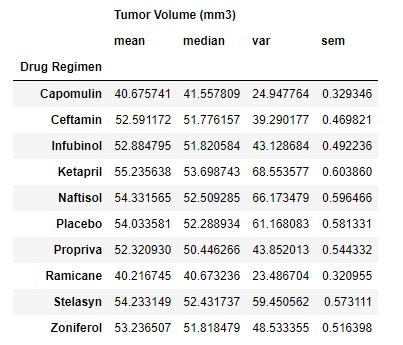 Tumor Volume (mm3)
mean median var sem
Drug Regimen
Capomulin 40.675741 41.557809 24.947764 0.329346
Ceftamin 52.591172 51.776157 39.290177 0.469821
Infubinol 52.884795 51.820584 43.128684 0.492236
Ketapril 55.235638 53.698743 68.553577 0.603860
Naftisol 54.331565 52.509285 66.173479 0.596466
Placebo 54.033581 52.288934 61.168083 0.581331
Propriva 52.320930 50.446266 43.852013 0.544332
Ramicane 40.216745 40.673236 23.486704 0.320955
Stelasyn 54.233149 52.431737 59.450562 0.573111
Zoniferol 53.236507 51.818479 48.533355 0.516398